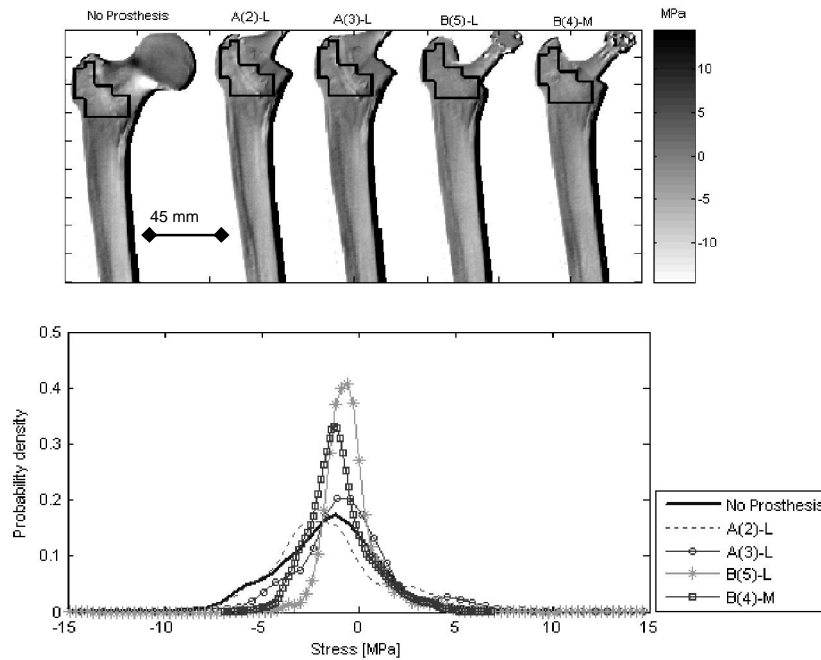 No Prosthesis A(2)-L A(3)-L B(5)-L B(4)-M MPa
10
5
0
-5
-10
45 mm
0.5
0.4
0.3
0.2
0.1
0
Probability density
-15 -10 -5 0 5 10 15
Stress [MPa]
No Prosthesis
A(2)-L
A(3)-L
B(5)-L
B(4)-M